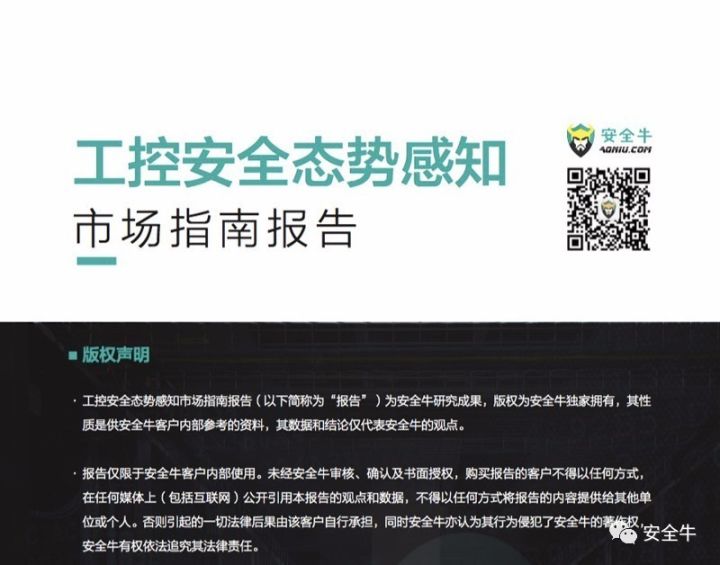 安全牛
AQNIU.COM
工控安全态势感知
市场指南报告
■ 版权声明
· 工控安全态势感知市场指南报告（以下简称为“报告”）为安全牛研究成果，版权为安全牛独家拥有，其性
质是供安全牛客户内部参考的资料，其数据和结论仅代表安全牛的观点。
· 报告仅限于安全牛客户内部使用。未经安全牛审核、确认及书面授权，购买报告的客户不得以任何方式，
在任何媒体上（包括互联网）公开引用本报告的观点和数据，不得以任何方式将报告的内容提供给其他单
位或个人。否则引起的一切法律后果由该客户自行承担，同时安全牛亦认为其行为侵犯了安全牛的著作权，
安全牛有权依法追究其法律责任。
安全牛